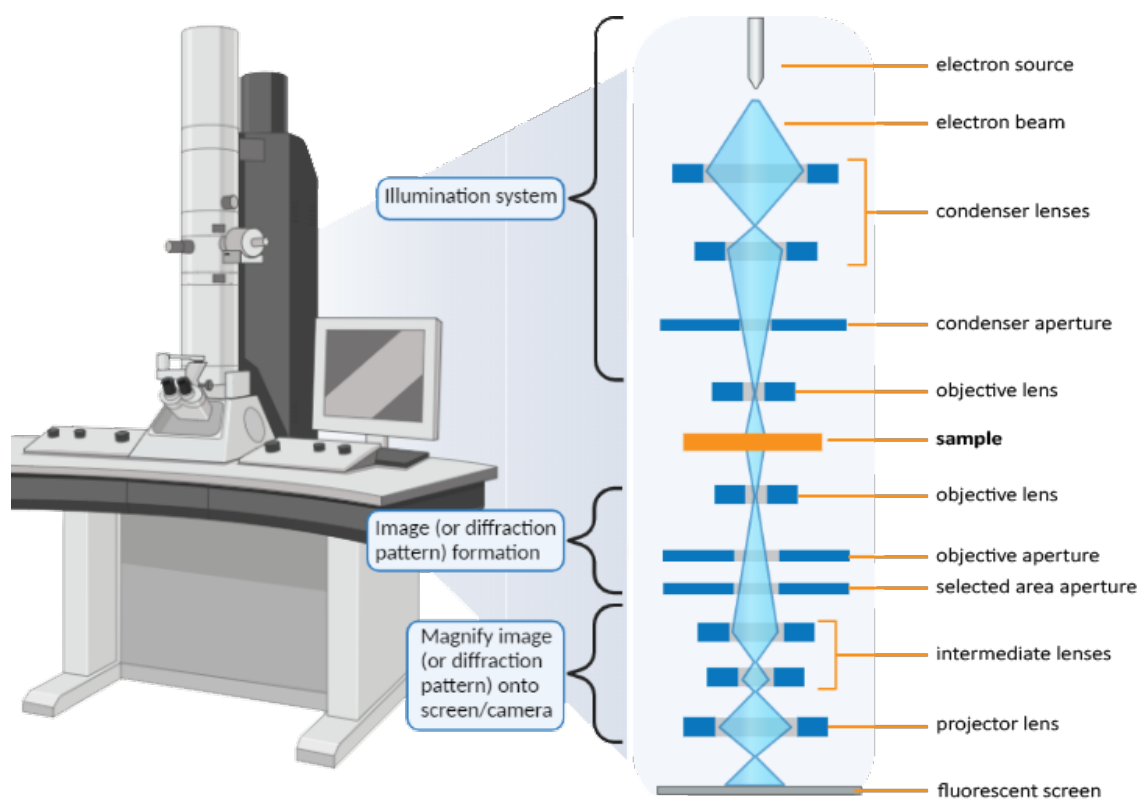 electron source
electron beam
Illumination system
condenser lenses
condenser aperture
objective lens
sample
objective lens
Image (or diffraction
pattern) formation
objective aperture
selected area aperture
Magnify image
(or diffraction
pattern) onto
screen/camera
intermediate lenses
projector lens
fluorescent screen